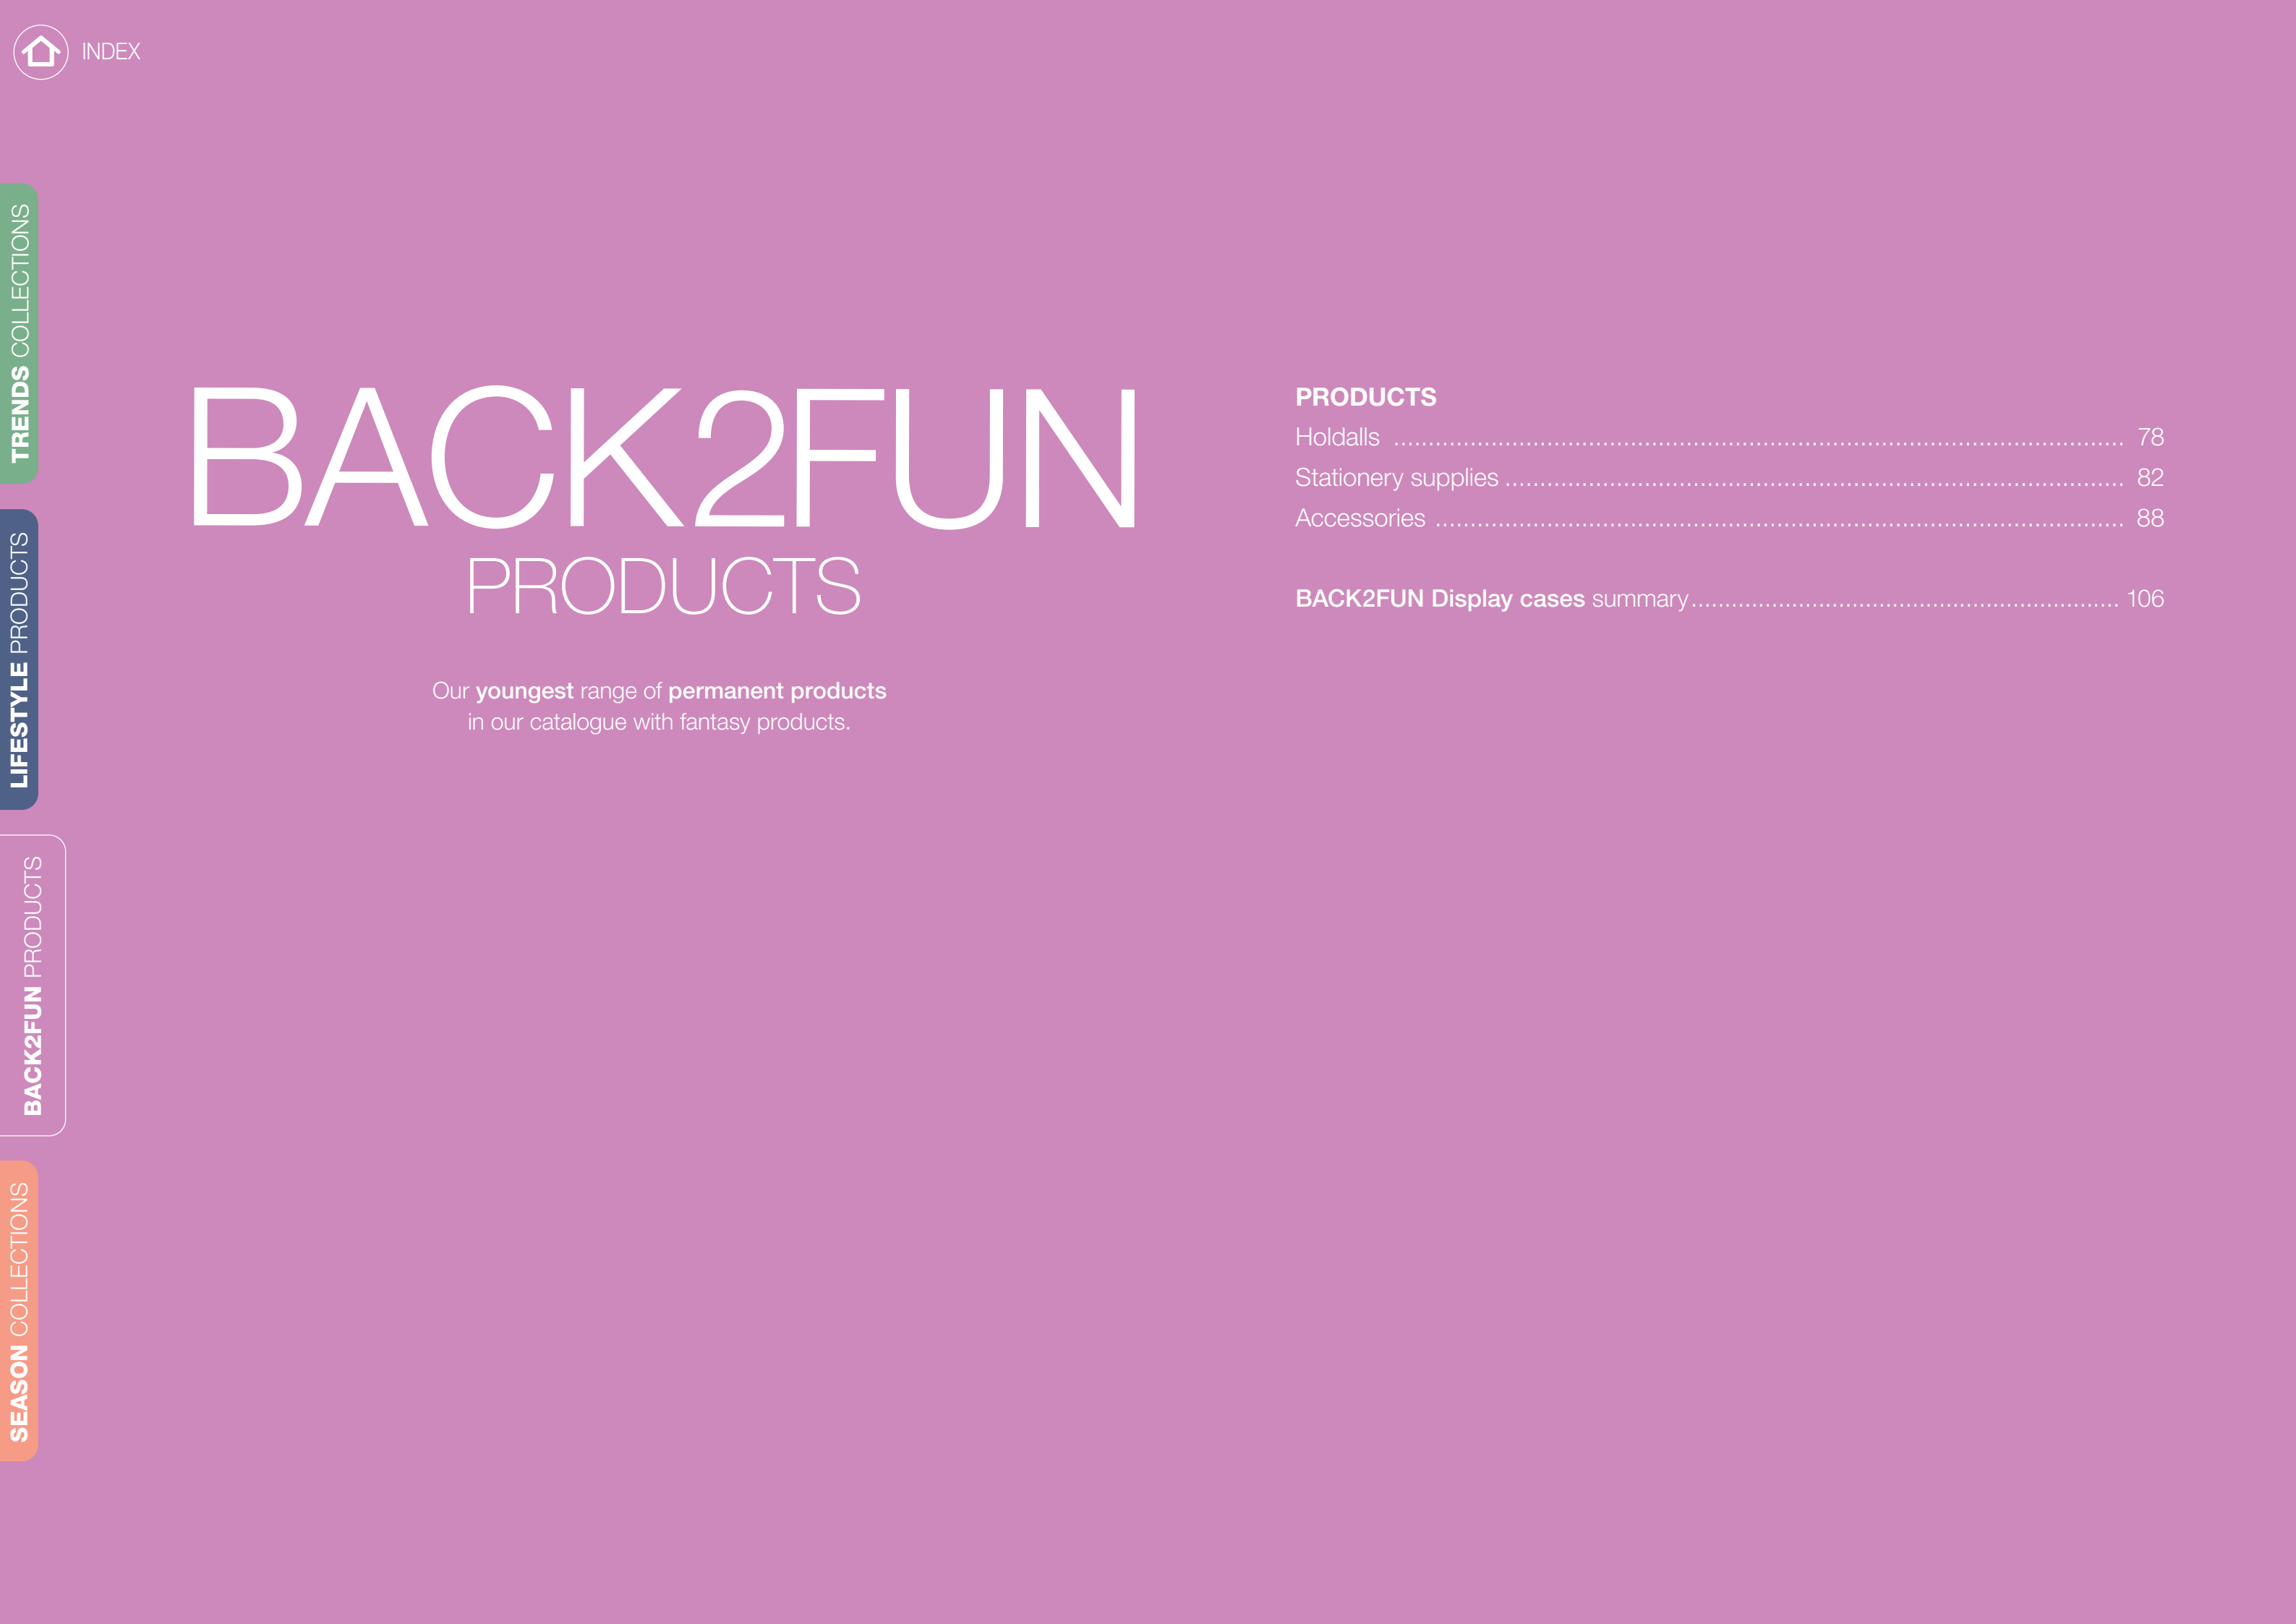 INDEX
TRENDS COLLECTIONS
LIFESTYLE PRODUCTS
BACK2FUN PRODUCTS
SEASON COLLECTIONS
BACK2FUN
PRODUCTS
Our youngest range of permanent products
in our catalogue with fantasy products.
PRODUCTS
Holdalls ........................................ 78
Stationery supplies ........................................ 82
Accessories ........................................ 88
BACK2FUN Display cases summary ........................................ 106